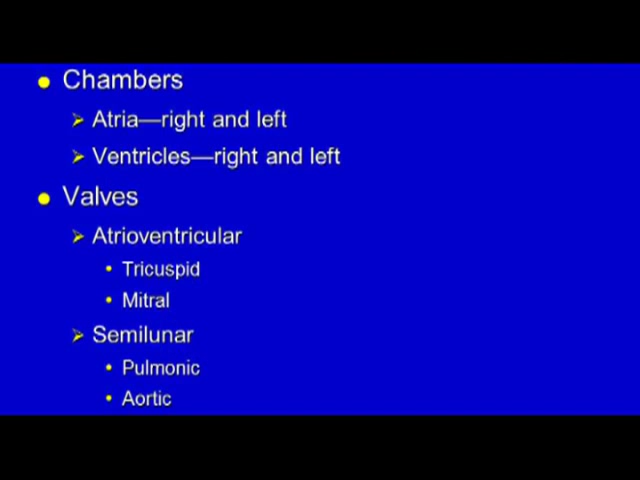 Chambers
Atria—right and left
Ventricles—right and left
Valves
Atrioventricular
Tricuspid
Mitral
Semilunar
Pulmonic
Aortic